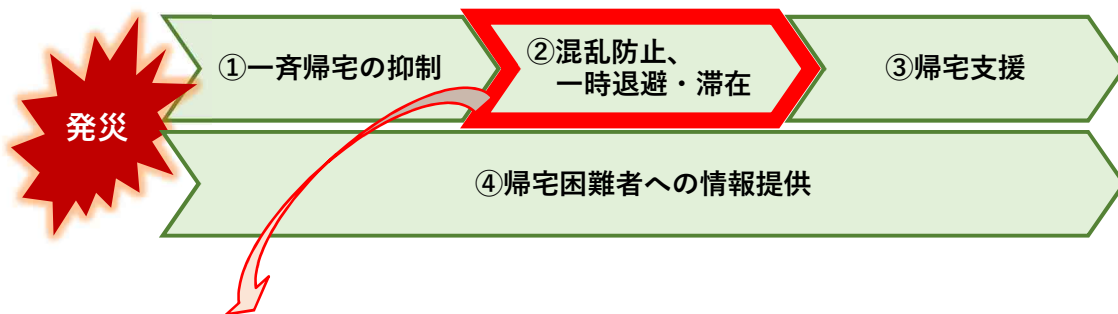 発災
①一斉帰宅の抑制
②混乱防止、
一時退避・滞在
③帰宅支援
④帰宅困難者への情報提供